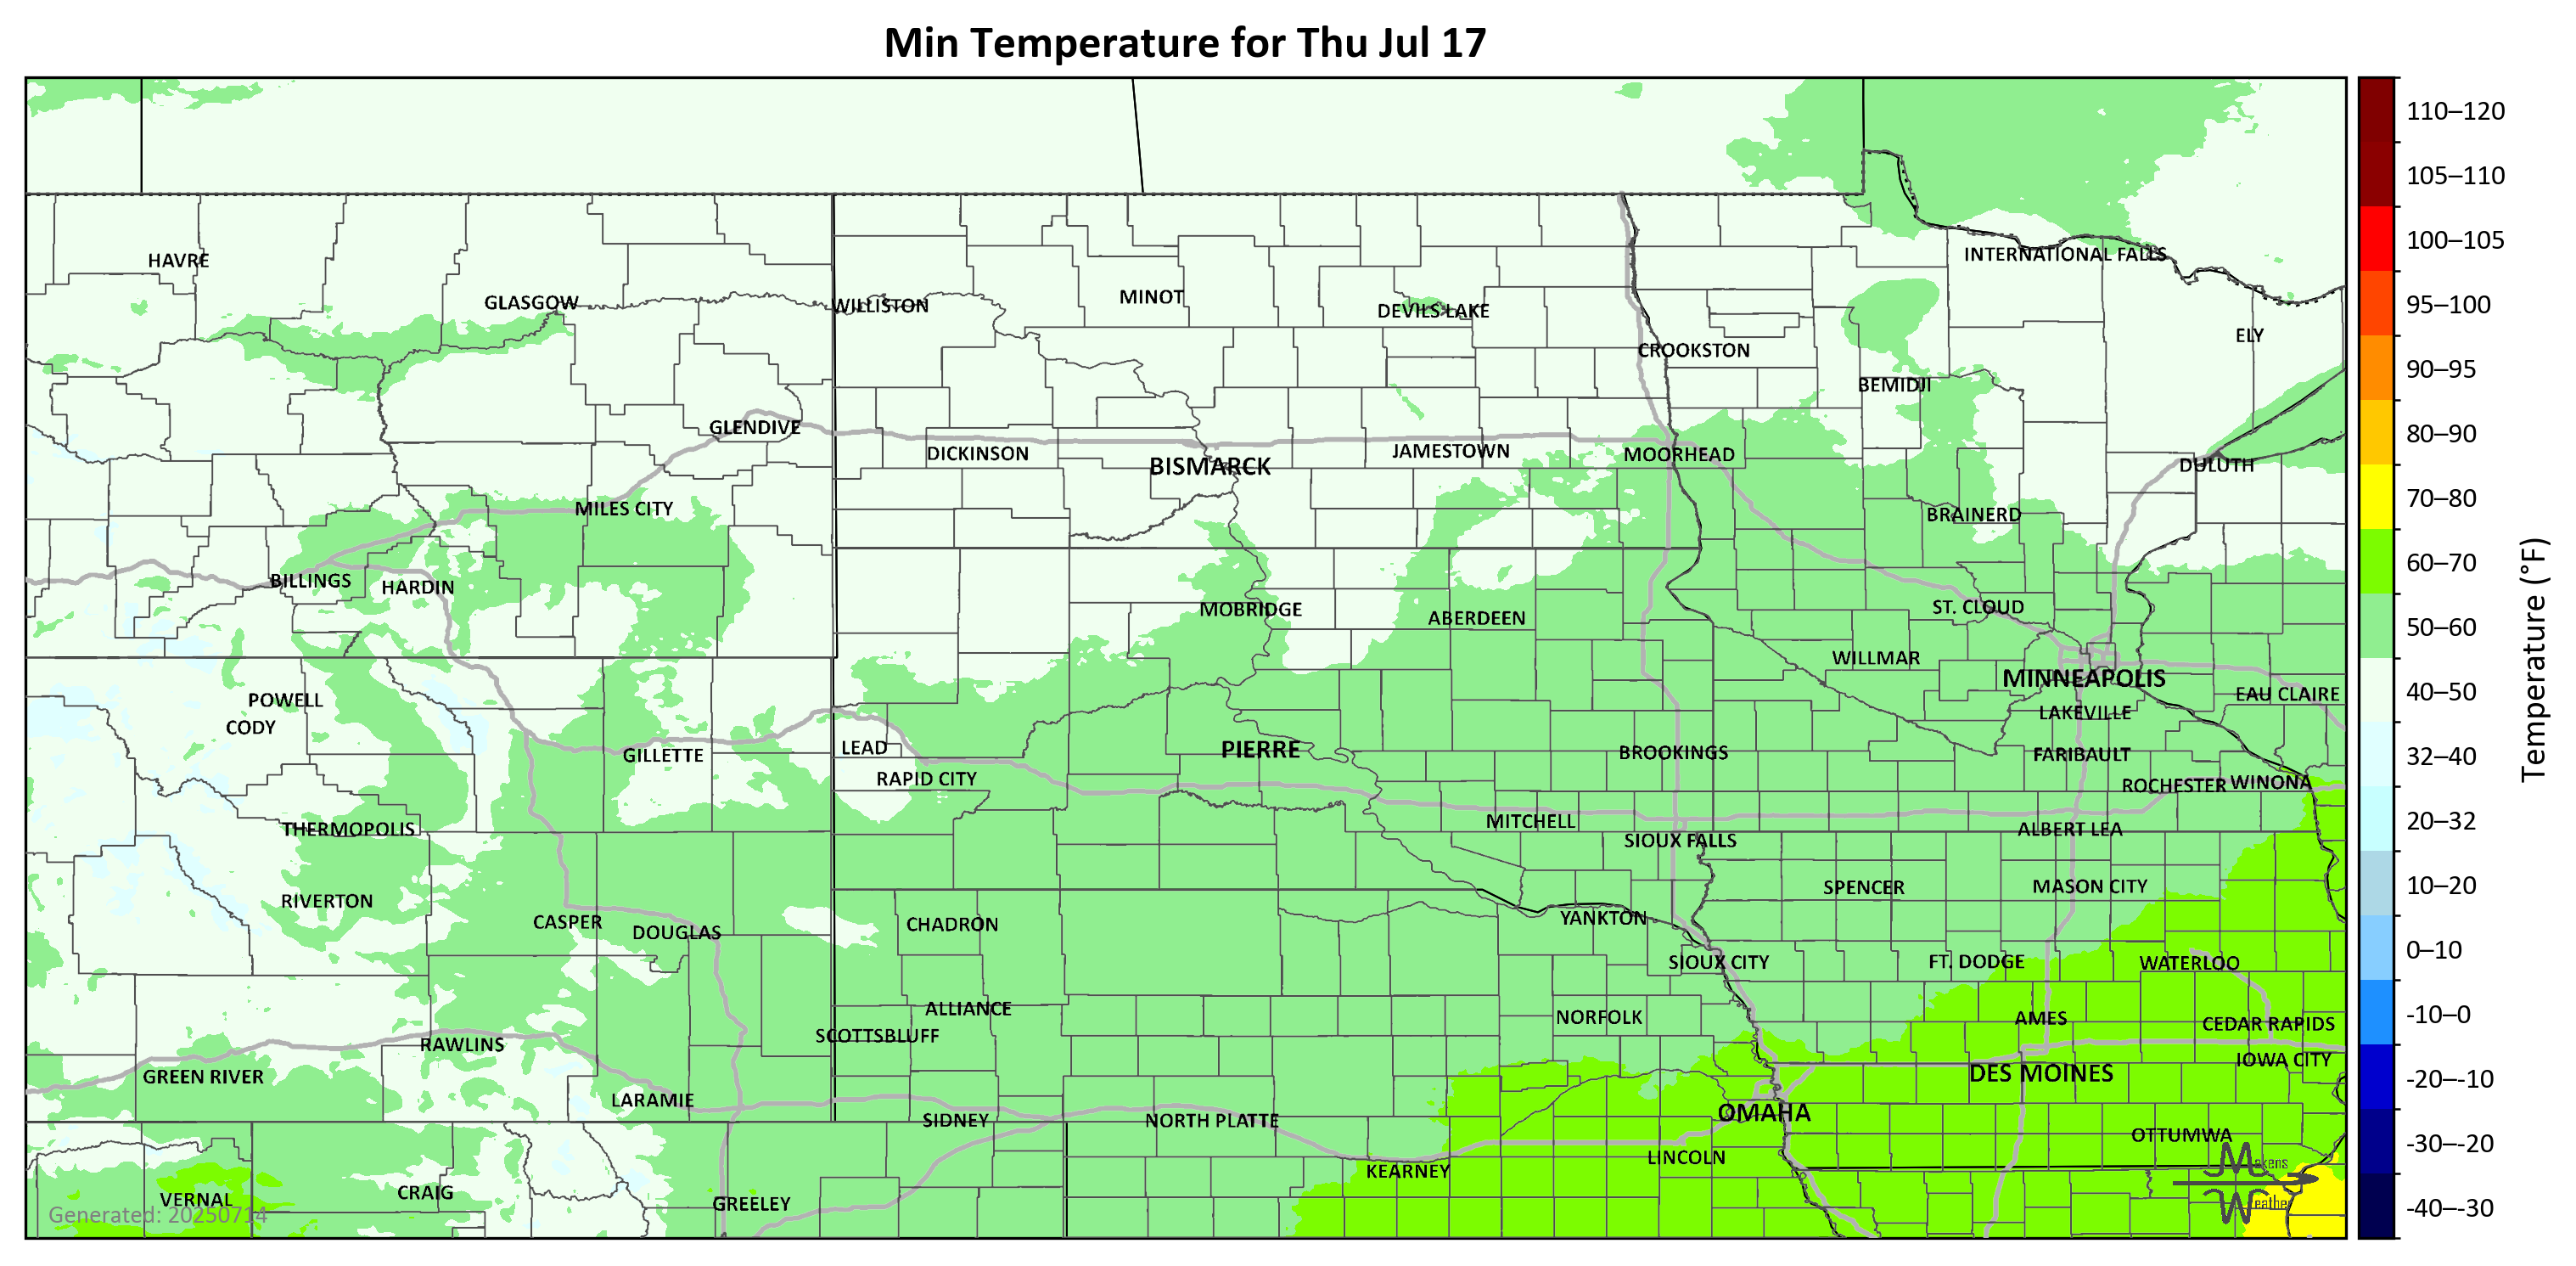 Min Temperature for Thu Jul 17
110–120
105–110
100–105
95–100
90–95
80–90
70–80
60–70
50–60
40–50
32–40
20–32
10–20
0–10
-10–0
-20–-10
-30–-20
-40–-30
Temperature (°F)
HAVRE
INTERNATIONAL FALLS
GLASGOW
WILLISTON
MINOT
DEVILS LAKE
ELY
CROOKSTON
BEMIDJI
GLENDIVE
DICKINSON
BISMARCK
JAMESTOWN
MOORHEAD
DULUTH
MILES CITY
BRAINERD
BILLINGS
HARDIN
MOBRIDGE
ABERDEEN
ST. CLOUD
WILLMAR
MINNEAPOLIS
EAU CLAIRE
POWELL
CODY
LAKEVILLE
GILLETTE
LEAD
PIERRE
BROOKINGS
FARIBAULT
RAPID CITY
ROCHESTER
WINONA
THERMOPOLIS
MITCHELL
SIOUX FALLS
ALBERT LEA
RIVERTON
SPENCER
MASON CITY
CASPER
DOUGLAS
CHADRON
YANKTON
SIOUX CITY
FT. DODGE
WATERLOO
ALLIANCE
NORFOLK
AMES
CEDAR RAPIDS
SCOTTSBLUFF
RAWLINS
IOWA CITY
GREEN RIVER
DES MOINES
LARAMIE
SIDNEY
NORTH PLATTE
OMAHA
OTTUMWA
KEARNEY
LINCOLN
VERNAL
CRAIG
GREELEY
Makens
Weather
Generated: 20250714